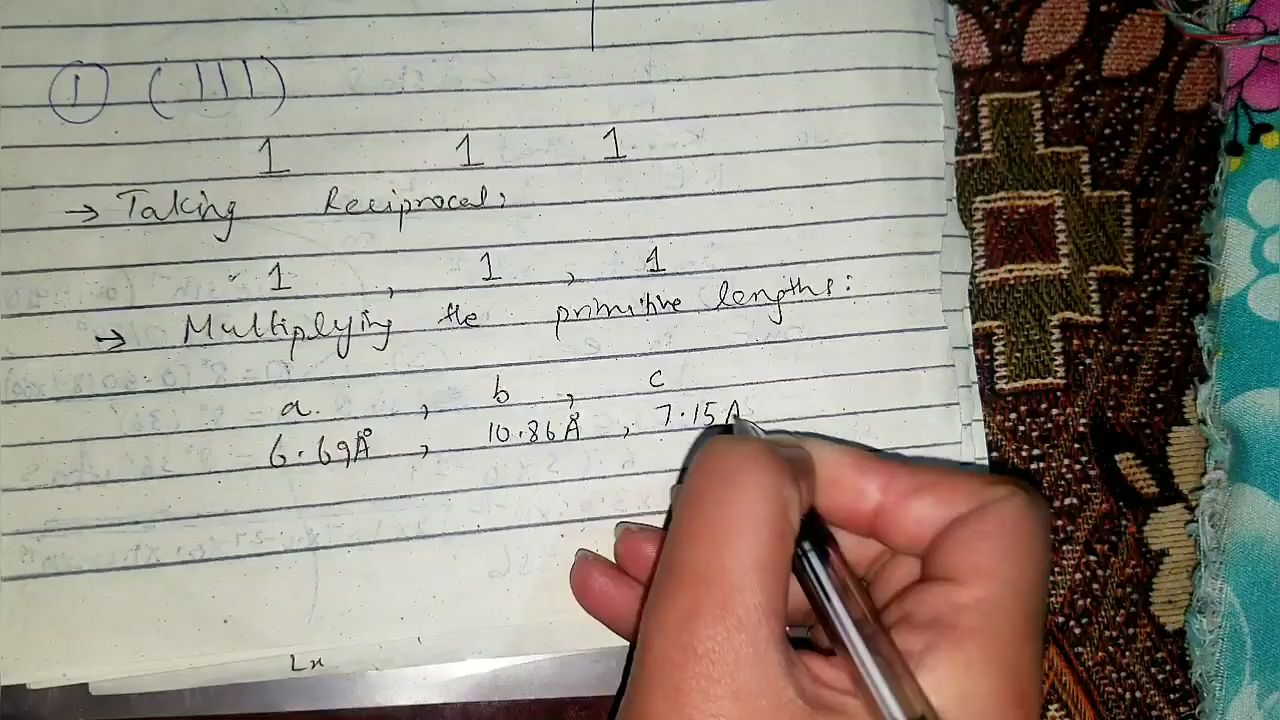 ① (111)
1 1 1
→ Taking Reciprocal:
1 , 1 , 1
→ Multiplying the primitive lengths:
a , b , c
6.69Å , 10.86Å , 7.15A